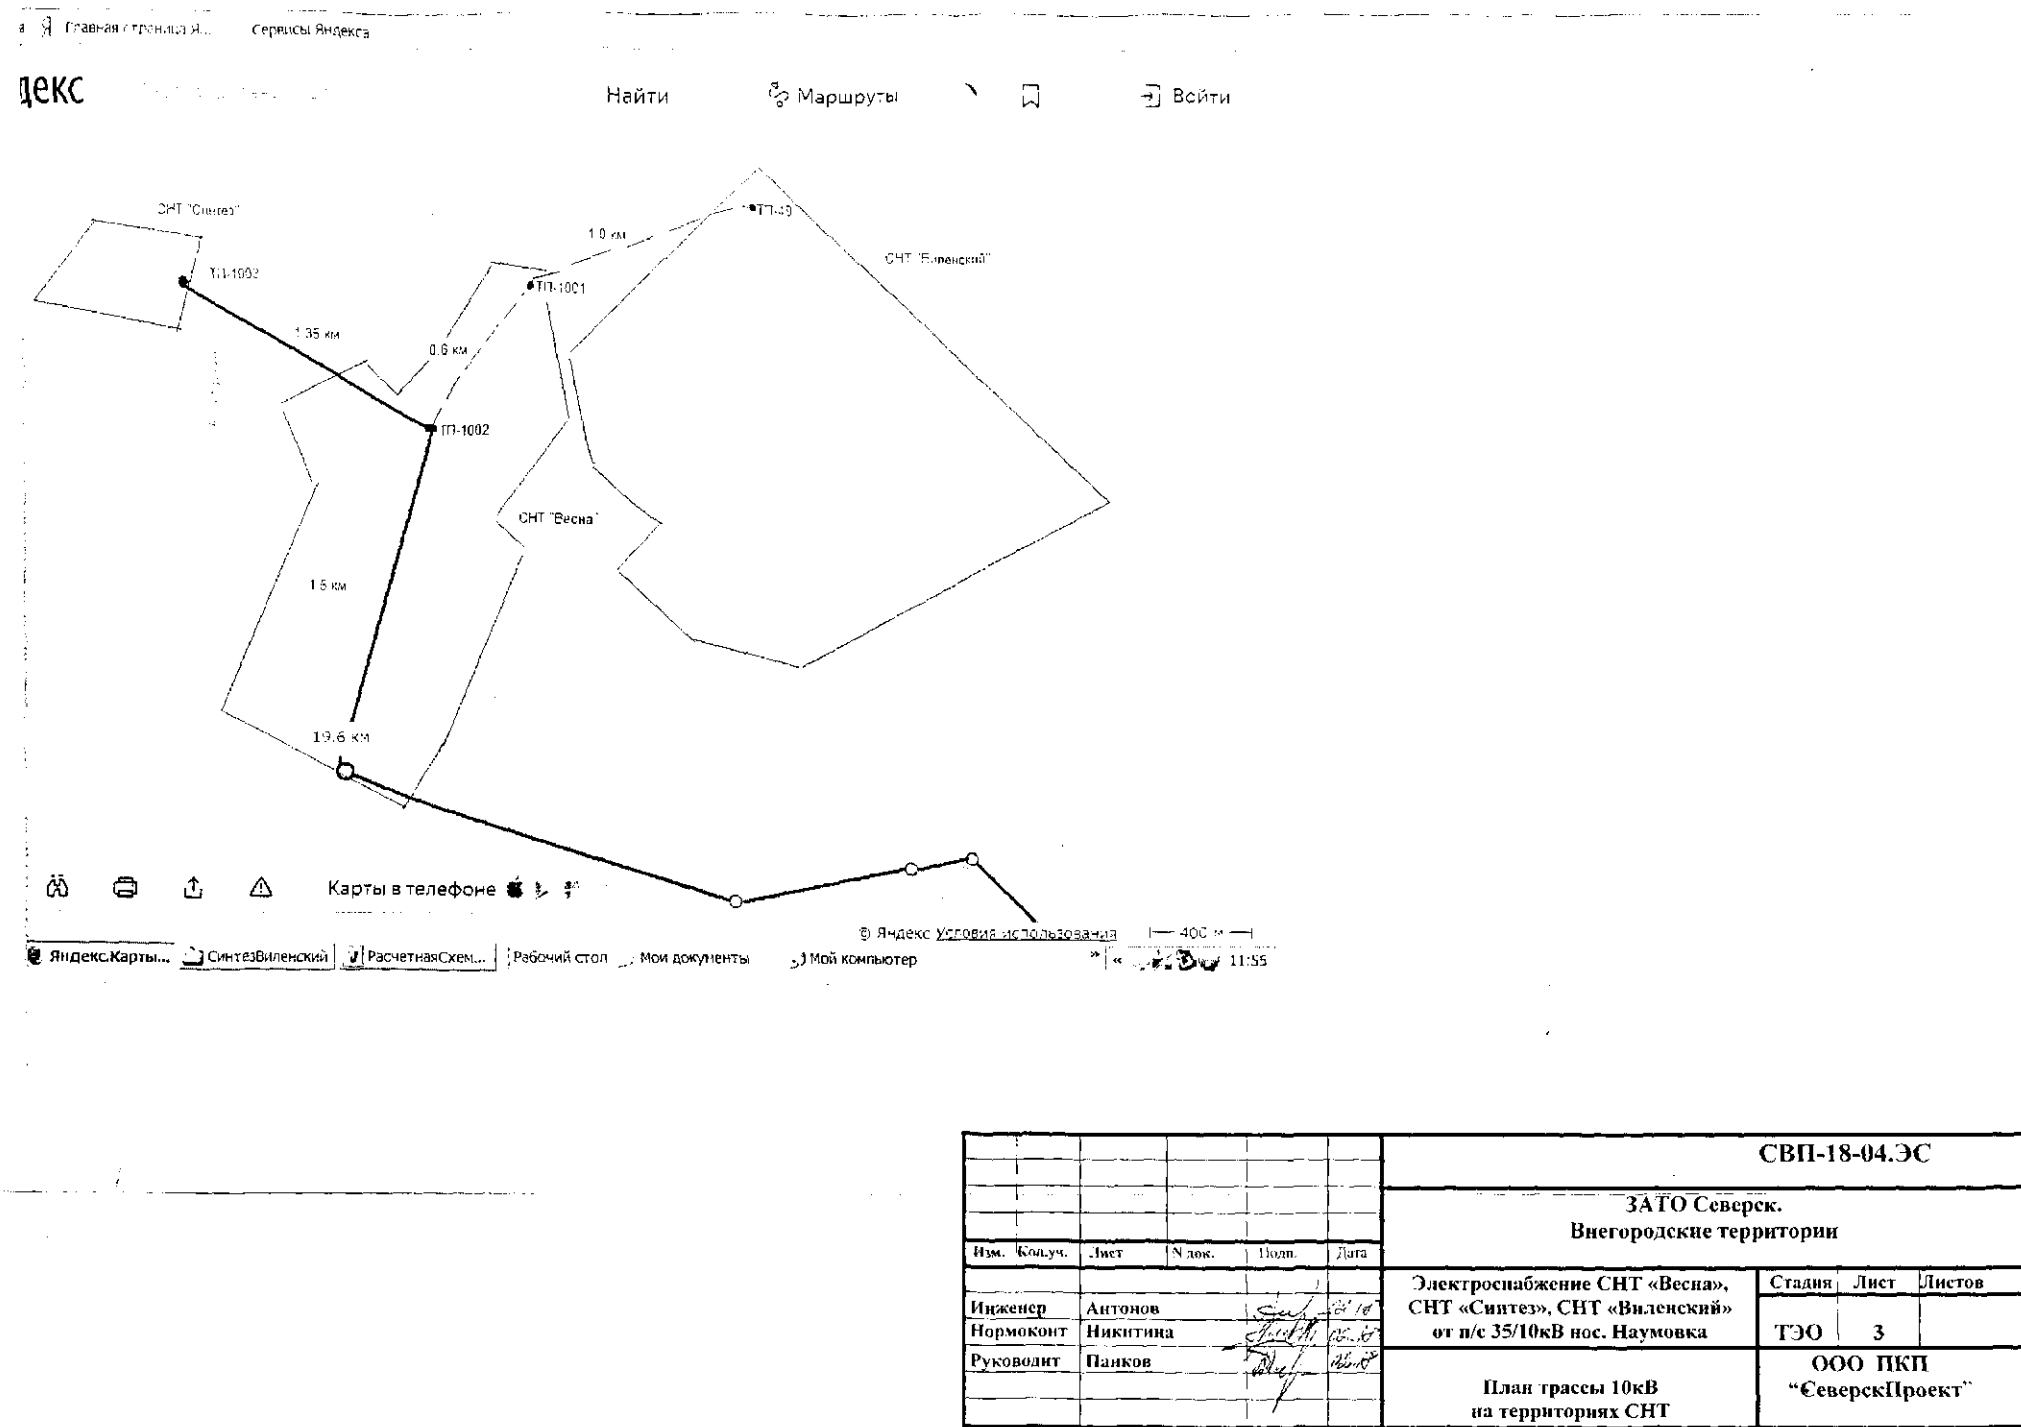 а Я Главная страница Я... Сервисы Яндекса
декс
Найти Маршруты Войти
СНТ "Синтез"
ТП-49
1.0 км
СНТ "Виленский"
ТП-1003
ТП-1001
1.35 км
0.6 км
ТП-1002
СНТ "Весна"
1.5 км
19.6 км
Карты в телефоне
© Яндекс Условия использования 400 м
Яндекс.Карты... СинтезВиленский РасчетнаяСхем... Рабочий стол Мои документы Мой компьютер » « 11:55
СВП-18-04.ЭС
ЗАТО Северск.
Внегородские территории
Изм. Кол.уч. Лист N док. Подп. Дата
Электроснабжение СНТ «Весна»,
СНТ «Синтез», СНТ «Виленский»
от п/с 35/10кВ пос. Наумовка
Стадия Лист Листов
ТЭО 3
Инженер Антонов
Нормоконт Никитина
Руководит Панков
План трассы 10кВ
на территориях СНТ
ООО ПКП
“СеверскПроект”